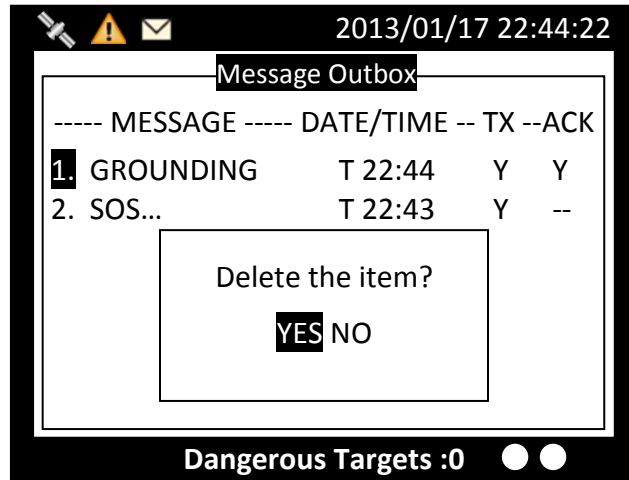 2013/01/17 22:44:22
Message Outbox
----- MESSAGE ----- DATE/TIME -- TX --ACK
1. GROUNDING T 22:44 Y Y
2. SOS... T 22:43 Y --
Delete the item?
YES NO
Dangerous Targets :0